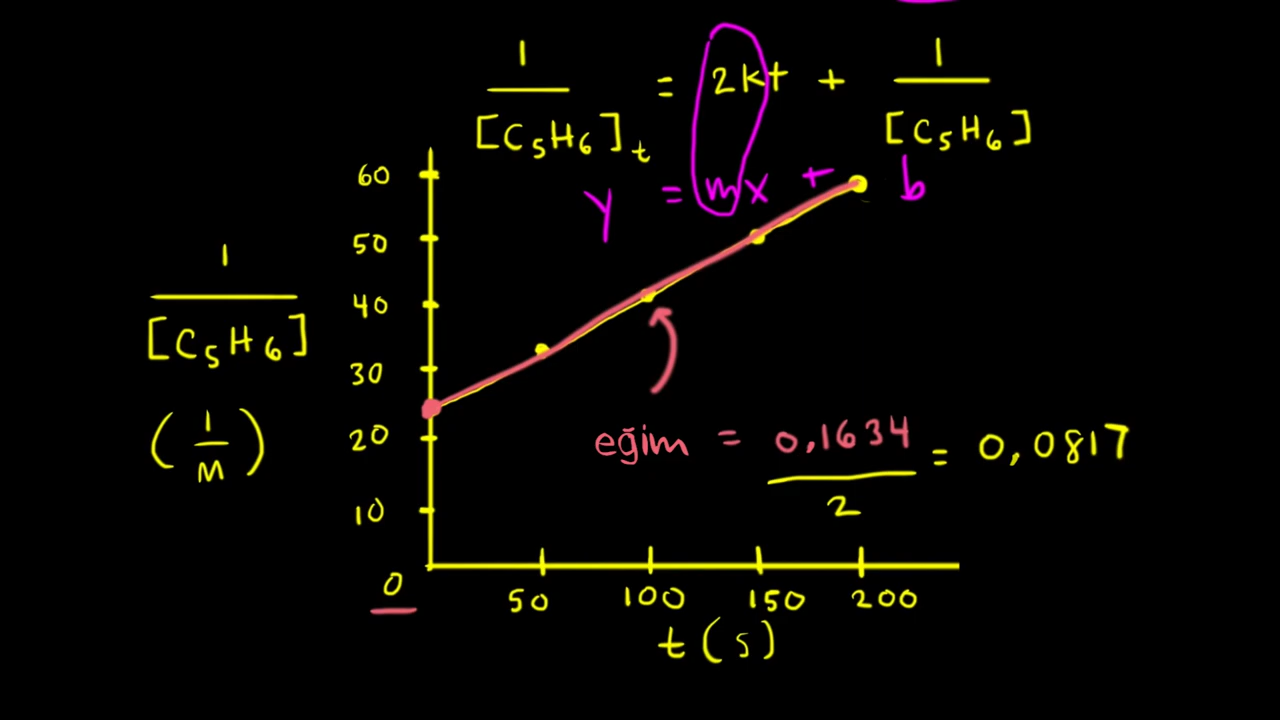 1/[C₅H₆]t = 2kt + 1/[C₅H₆]
y = mx + b
1/[C₅H₆]
(1/M)
60
50
40
30
20
10
0
eğim = 0,1634/2 = 0,0817
50 100 150 200
t(s)